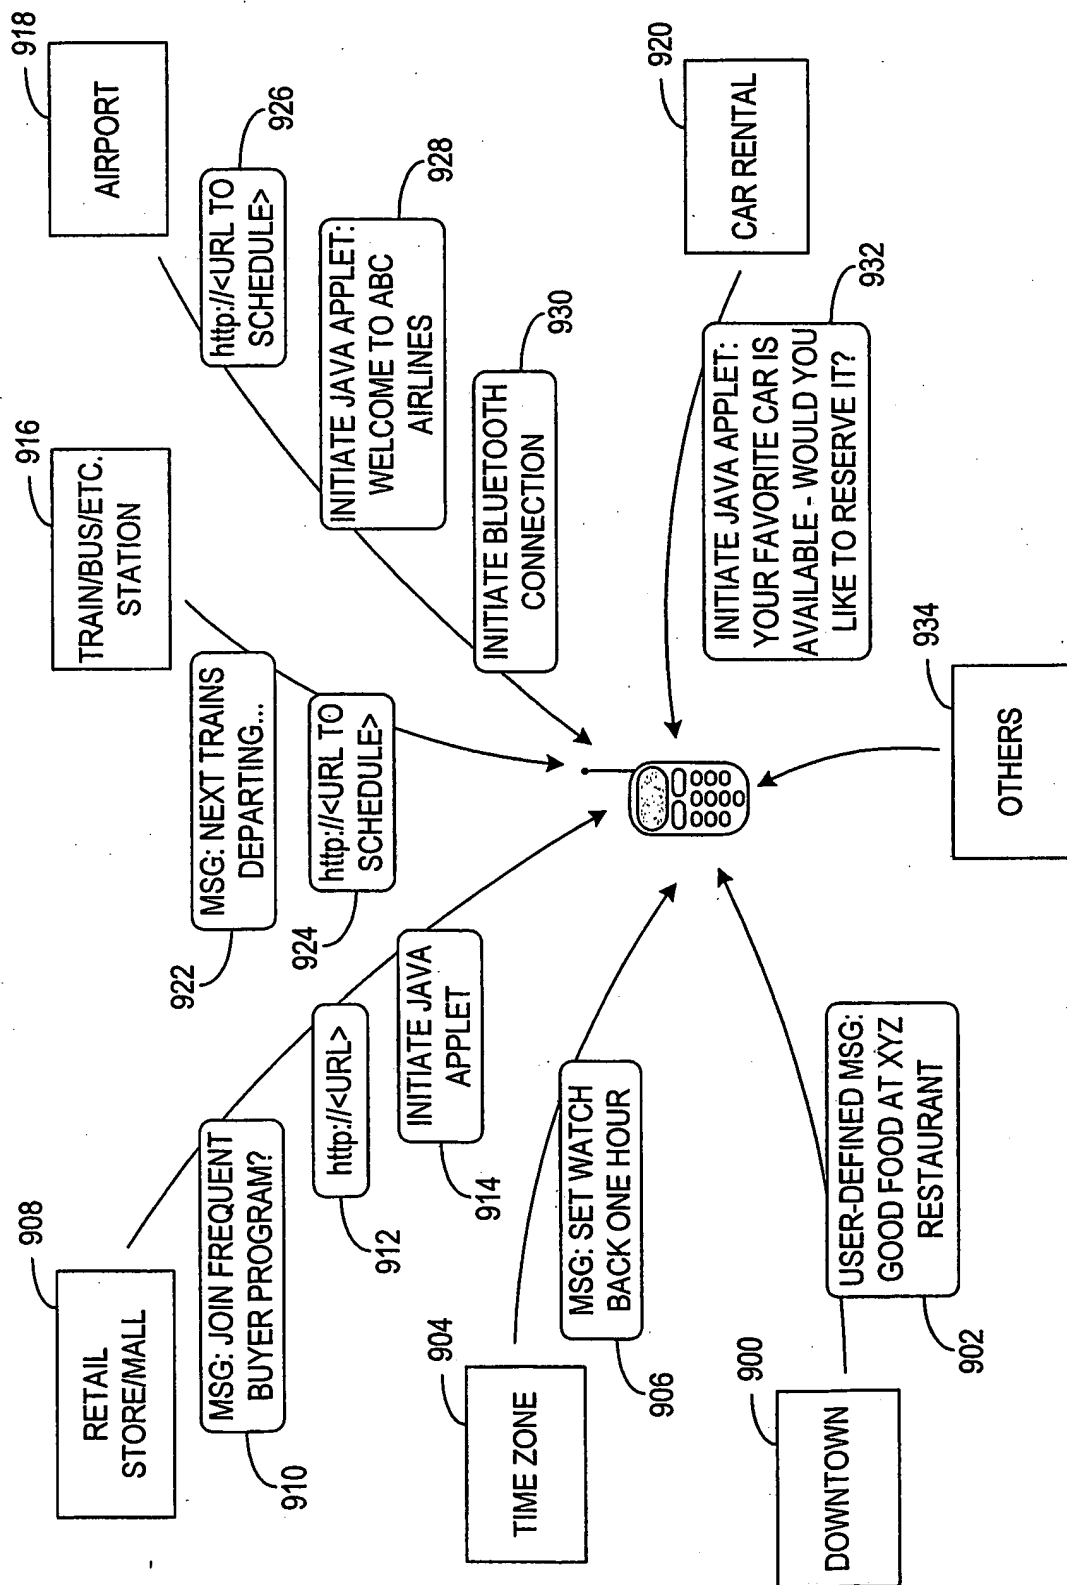 908
RETAIL
STORE/MALL
MSG: JOIN FREQUENT
BUYER PROGRAM?
910
http://<URL>
912
INITIATE JAVA
APPLET
914
916
TRAIN/BUS/ETC.
STATION
MSG: NEXT TRAINS
DEPARTING...
922
http://<URL TO
SCHEDULE>
924
918
AIRPORT
http://<URL TO
SCHEDULE>
926
INITIATE JAVA APPLET:
WELCOME TO ABC
AIRLINES
928
INITIATE BLUETOOTH
CONNECTION
930
904
TIME ZONE
MSG: SET WATCH
BACK ONE HOUR
906
900
DOWNTOWN
USER-DEFINED MSG:
GOOD FOOD AT XYZ
RESTAURANT
902
920
CAR RENTAL
INITIATE JAVA APPLET:
YOUR FAVORITE CAR IS
AVAILABLE - WOULD YOU
LIKE TO RESERVE IT?
932
934
OTHERS